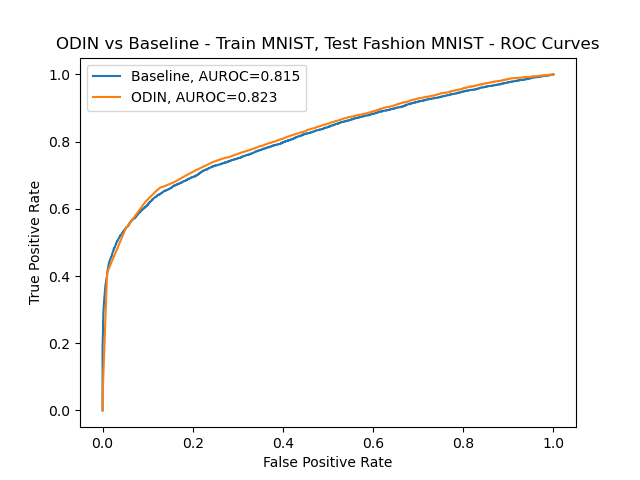 ODIN vs Baseline - Train MNIST, Test Fashion MNIST - ROC Curves
Baseline, AUROC=0.815
ODIN, AUROC=0.823
True Positive Rate
1.0
0.8
0.6
0.4
0.2
0.0
0.0 0.2 0.4 0.6 0.8 1.0
False Positive Rate